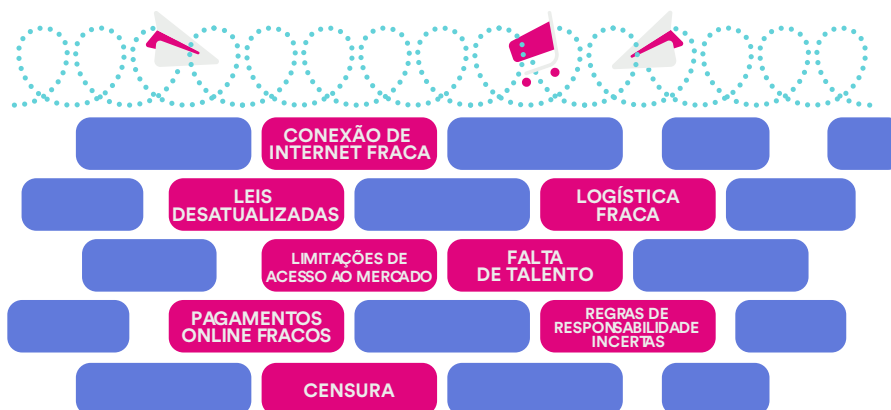 CONEXÃO DE
INTERNET FRACA
LEIS
DESATUALIZADAS
LOGÍSTICA
FRACA
LIMITAÇÕES DE
ACESSO AO MERCADO
FALTA
DE TALENTO
PAGAMENTOS
ONLINE FRACOS
REGRAS DE
RESPONSABILIDADE
INCERTAS
CENSURA